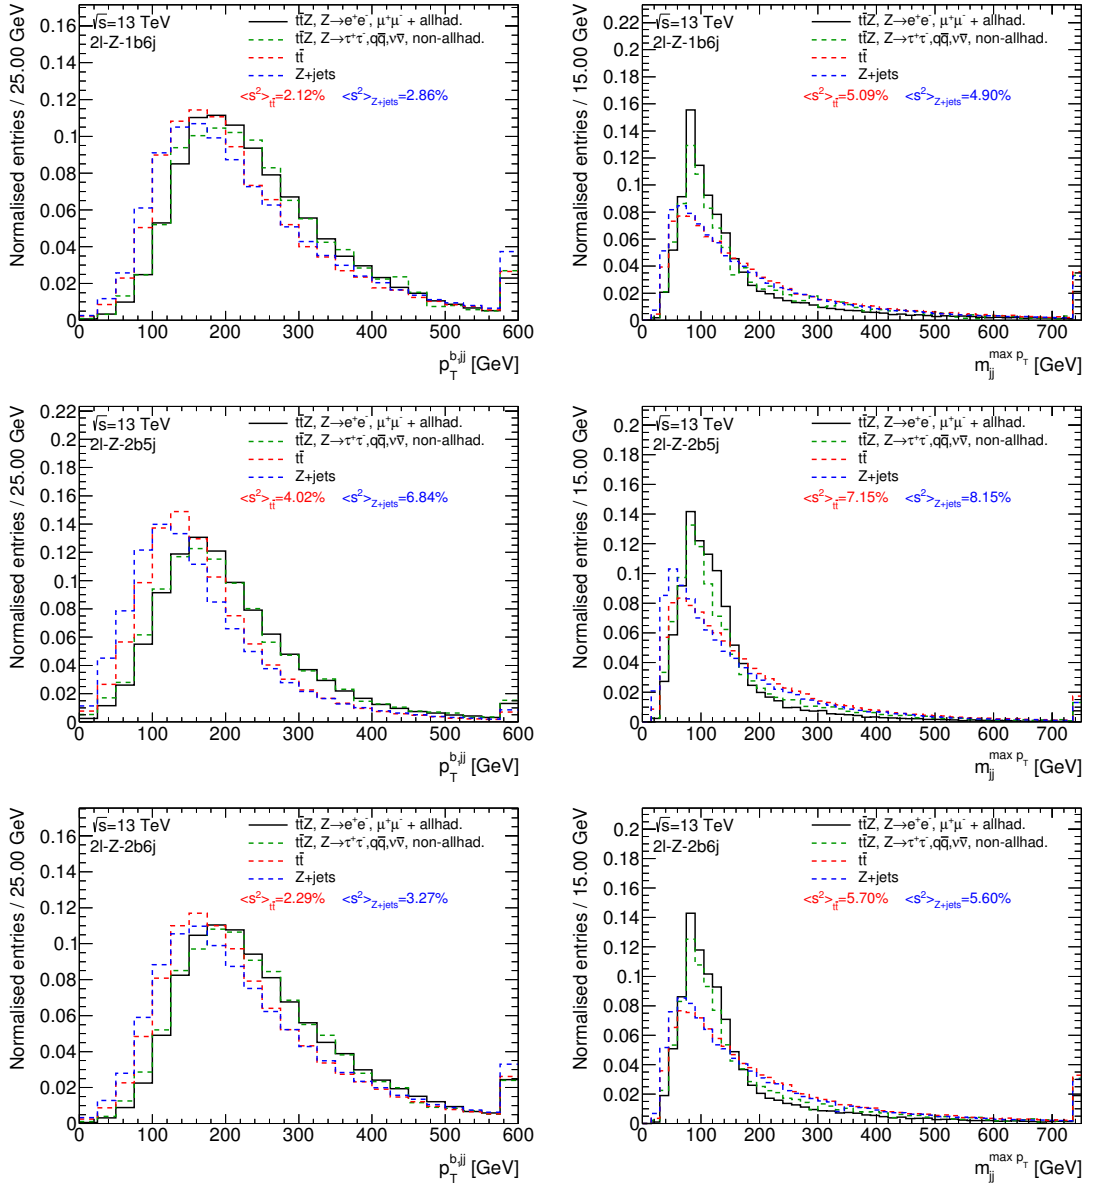 √s=13 TeV
2l-Z-1b6j
tt̄Z, Z→e⁺e⁻, μ⁺μ⁻ + allhad.
tt̄Z, Z→τ⁺τ⁻,qq̄,νν̄, non-allhad.
tt̄
Z+jets
<s²>tt̄=2.12% <s²>Z+jets=2.86%
Normalised entries / 25.00 GeV
0.16
0.14
0.12
0.1
0.08
0.06
0.04
0.02
0
0 100 200 300 400 500 600
p_T^{b,jj} [GeV]
√s=13 TeV
2l-Z-1b6j
tt̄Z, Z→e⁺e⁻, μ⁺μ⁻ + allhad.
tt̄Z, Z→τ⁺τ⁻,qq̄,νν̄, non-allhad.
tt̄
Z+jets
<s²>tt̄=5.09% <s²>Z+jets=4.90%
Normalised entries / 15.00 GeV
0.22
0.2
0.18
0.16
0.14
0.12
0.1
0.08
0.06
0.04
0.02
0
0 100 200 300 400 500 600 700
m_jj^{max p_T} [GeV]
√s=13 TeV
2l-Z-2b5j
tt̄Z, Z→e⁺e⁻, μ⁺μ⁻ + allhad.
tt̄Z, Z→τ⁺τ⁻,qq̄,νν̄, non-allhad.
tt̄
Z+jets
<s²>tt̄=4.02% <s²>Z+jets=6.84%
Normalised entries / 25.00 GeV
0.22
0.2
0.18
0.16
0.14
0.12
0.1
0.08
0.06
0.04
0.02
0
0 100 200 300 400 500 600
p_T^{b,jj} [GeV]
√s=13 TeV
2l-Z-2b5j
tt̄Z, Z→e⁺e⁻, μ⁺μ⁻ + allhad.
tt̄Z, Z→τ⁺τ⁻,qq̄,νν̄, non-allhad.
tt̄
Z+jets
<s²>tt̄=7.15% <s²>Z+jets=8.15%
Normalised entries / 15.00 GeV
0.2
0.18
0.16
0.14
0.12
0.1
0.08
0.06
0.04
0.02
0
0 100 200 300 400 500 600 700
m_jj^{max p_T} [GeV]
√s=13 TeV
2l-Z-2b6j
tt̄Z, Z→e⁺e⁻, μ⁺μ⁻ + allhad.
tt̄Z, Z→τ⁺τ⁻,qq̄,νν̄, non-allhad.
tt̄
Z+jets
<s²>tt̄=2.29% <s²>Z+jets=3.27%
Normalised entries / 25.00 GeV
0.16
0.14
0.12
0.1
0.08
0.06
0.04
0.02
0
0 100 200 300 400 500 600
p_T^{b,jj} [GeV]
√s=13 TeV
2l-Z-2b6j
tt̄Z, Z→e⁺e⁻, μ⁺μ⁻ + allhad.
tt̄Z, Z→τ⁺τ⁻,qq̄,νν̄, non-allhad.
tt̄
Z+jets
<s²>tt̄=5.70% <s²>Z+jets=5.60%
Normalised entries / 15.00 GeV
0.2
0.18
0.16
0.14
0.12
0.1
0.08
0.06
0.04
0.02
0
0 100 200 300 400 500 600 700
m_jj^{max p_T} [GeV]